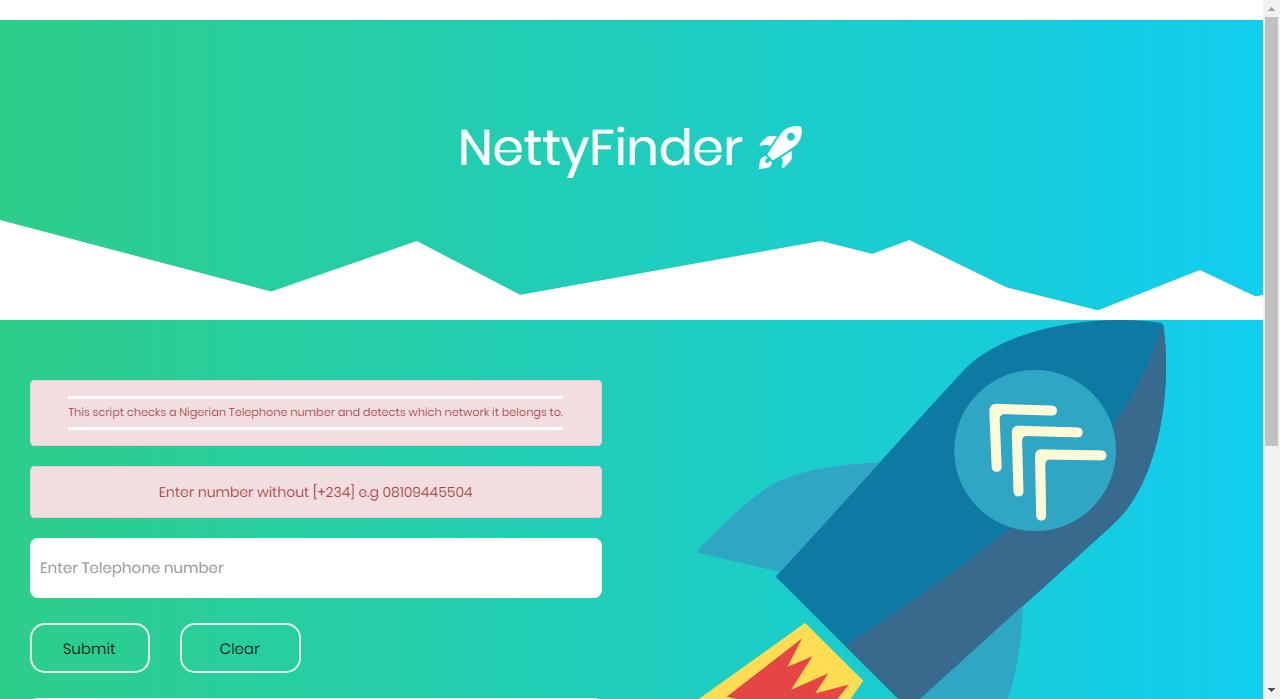 NettyFinder
This script checks a Nigerian Telephone number and detects which network it belongs to.
Enter number without [+234] e.g 08109445504
Enter Telephone number
Submit
Clear